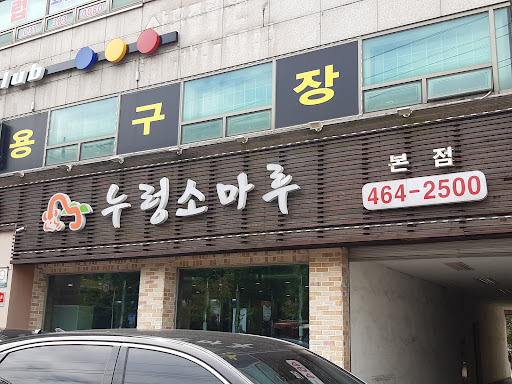 club
용 구 장
누렁소마루
본 점
464-2500